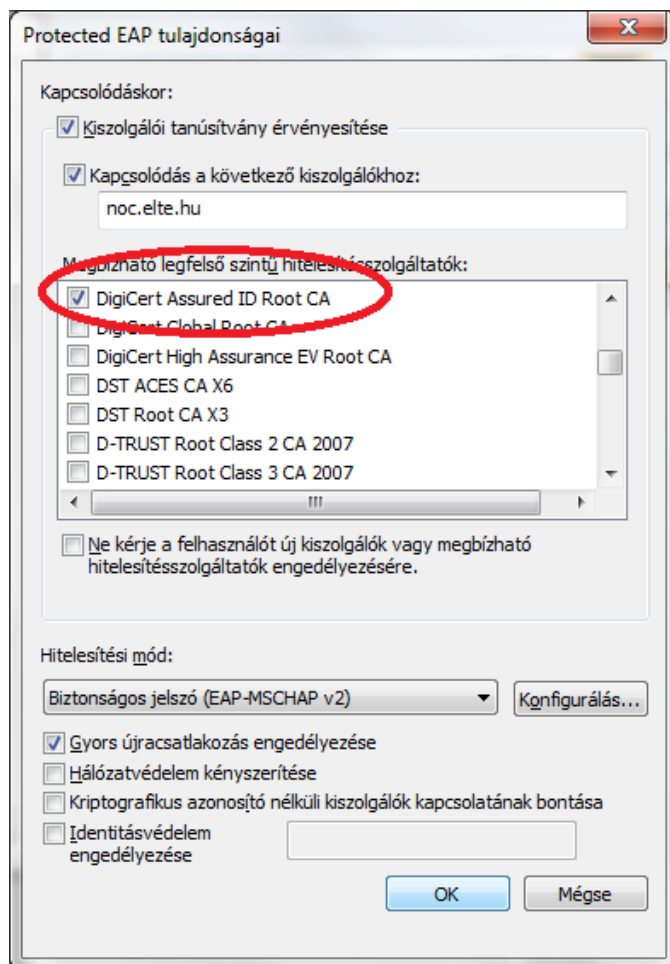 Protected EAP tulajdonságai
Kapcsolódáskor:
Kiszolgálói tanúsítvány érvényesítése
Kapcsolódás a következő kiszolgálókhoz:
noc.elte.hu
Megbízható legfelső szintű hitelesítésszolgáltatók:
DigiCert Assured ID Root CA
DigiCert Global Root CA
DigiCert High Assurance EV Root CA
DST ACES CA X6
DST Root CA X3
D-TRUST Root Class 2 CA 2007
D-TRUST Root Class 3 CA 2007
Ne kérje a felhasználót új kiszolgálók vagy megbízható
hitelesítésszolgáltatók engedélyezésére.
Hitelesítési mód:
Biztonságos jelszó (EAP-MSCHAP v2)
Konfigurálás...
Gyors újracsatlakozás engedélyezése
Hálózatvédelem kényszerítése
Kriptografikus azonosító nélküli kiszolgálók kapcsolatának bontása
Identitásvédelem
engedélyezése
OK
Mégse